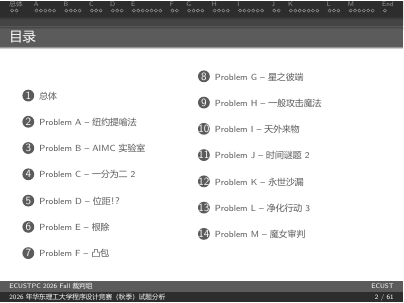 总体 A B C D E F G H I J K L M End
目录
1 总体
2 Problem A – 纽约提喻法
3 Problem B – AIMC 实验室
4 Problem C – 一分为二 2
5 Problem D – 位距!?
6 Problem E – 根除
7 Problem F – 凸包
8 Problem G – 星之彼端
9 Problem H – 一般攻击魔法
10 Problem I – 天外来物
11 Problem J – 时间谜题 2
12 Problem K – 永世沙漏
13 Problem L – 净化行动 3
14 Problem M – 魔女审判
ECUSTPC 2026 Fall 裁判组 ECUST
2026 年华东理工大学程序设计竞赛（秋季）试题分析 2 / 61